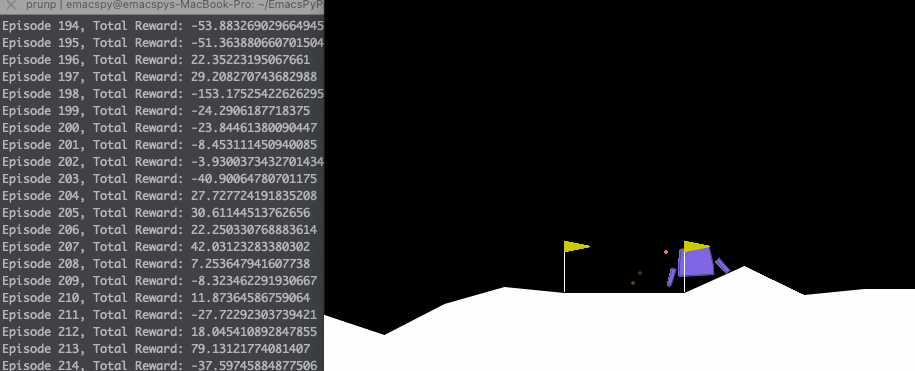 prunp | emacspy@emacspys-MacBook-Pro: ~/EmacsPyP
Episode 194, Total Reward: -53.883269029664945
Episode 195, Total Reward: -51.363880660701504
Episode 196, Total Reward: 22.35223195067661
Episode 197, Total Reward: 29.208270743682988
Episode 198, Total Reward: -153.17525422626295
Episode 199, Total Reward: -24.2906187718375
Episode 200, Total Reward: -23.84461380090447
Episode 201, Total Reward: -8.453111450940085
Episode 202, Total Reward: -3.9300373432701434
Episode 203, Total Reward: -40.90064780701175
Episode 204, Total Reward: 27.727724191835208
Episode 205, Total Reward: 30.61144513762656
Episode 206, Total Reward: 22.250330768883614
Episode 207, Total Reward: 42.03123283380302
Episode 208, Total Reward: 7.253647941607738
Episode 209, Total Reward: -8.323462291930667
Episode 210, Total Reward: 11.87364586759064
Episode 211, Total Reward: -27.72292303739421
Episode 212, Total Reward: 18.045410892847855
Episode 213, Total Reward: 79.13121774081407
Episode 214, Total Reward: -37.59745884877506